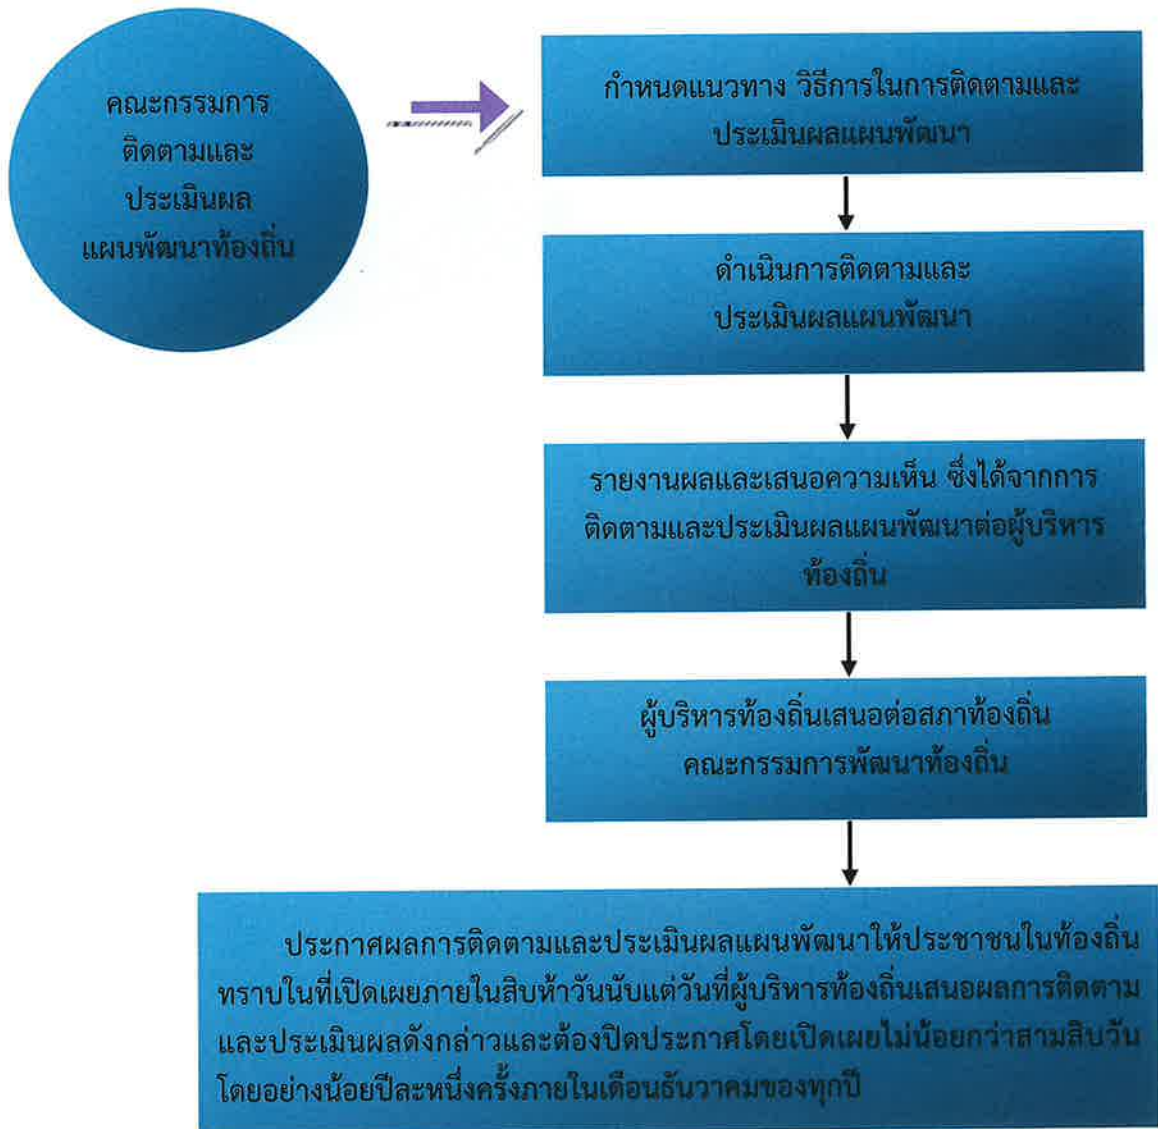 คณะกรรมการ
ติดตามและ
ประเมินผล
แผนพัฒนาท้องถิ่น
กำหนดแนวทาง วิธีการในการติดตามและ
ประเมินผลแผนพัฒนา
ดำเนินการติดตามและ
ประเมินผลแผนพัฒนา
รายงานผลและเสนอความเห็น ซึ่งได้จากการ
ติดตามและประเมินผลแผนพัฒนาต่อผู้บริหาร
ท้องถิ่น
ผู้บริหารท้องถิ่นเสนอต่อสภาท้องถิ่น
คณะกรรมการพัฒนาท้องถิ่น
ประกาศผลการติดตามและประเมินผลแผนพัฒนาให้ประชาชนในท้องถิ่น
ทราบในที่เปิดเผยภายในสิบห้าวันนับแต่วันที่ผู้บริหารท้องถิ่นเสนอผลการติดตาม
และประเมินผลดังกล่าวและต้องปิดประกาศโดยเปิดเผยไม่น้อยกว่าสามสิบวัน
โดยอย่างน้อยปีละหนึ่งครั้งภายในเดือนธันวาคมของทุกปี